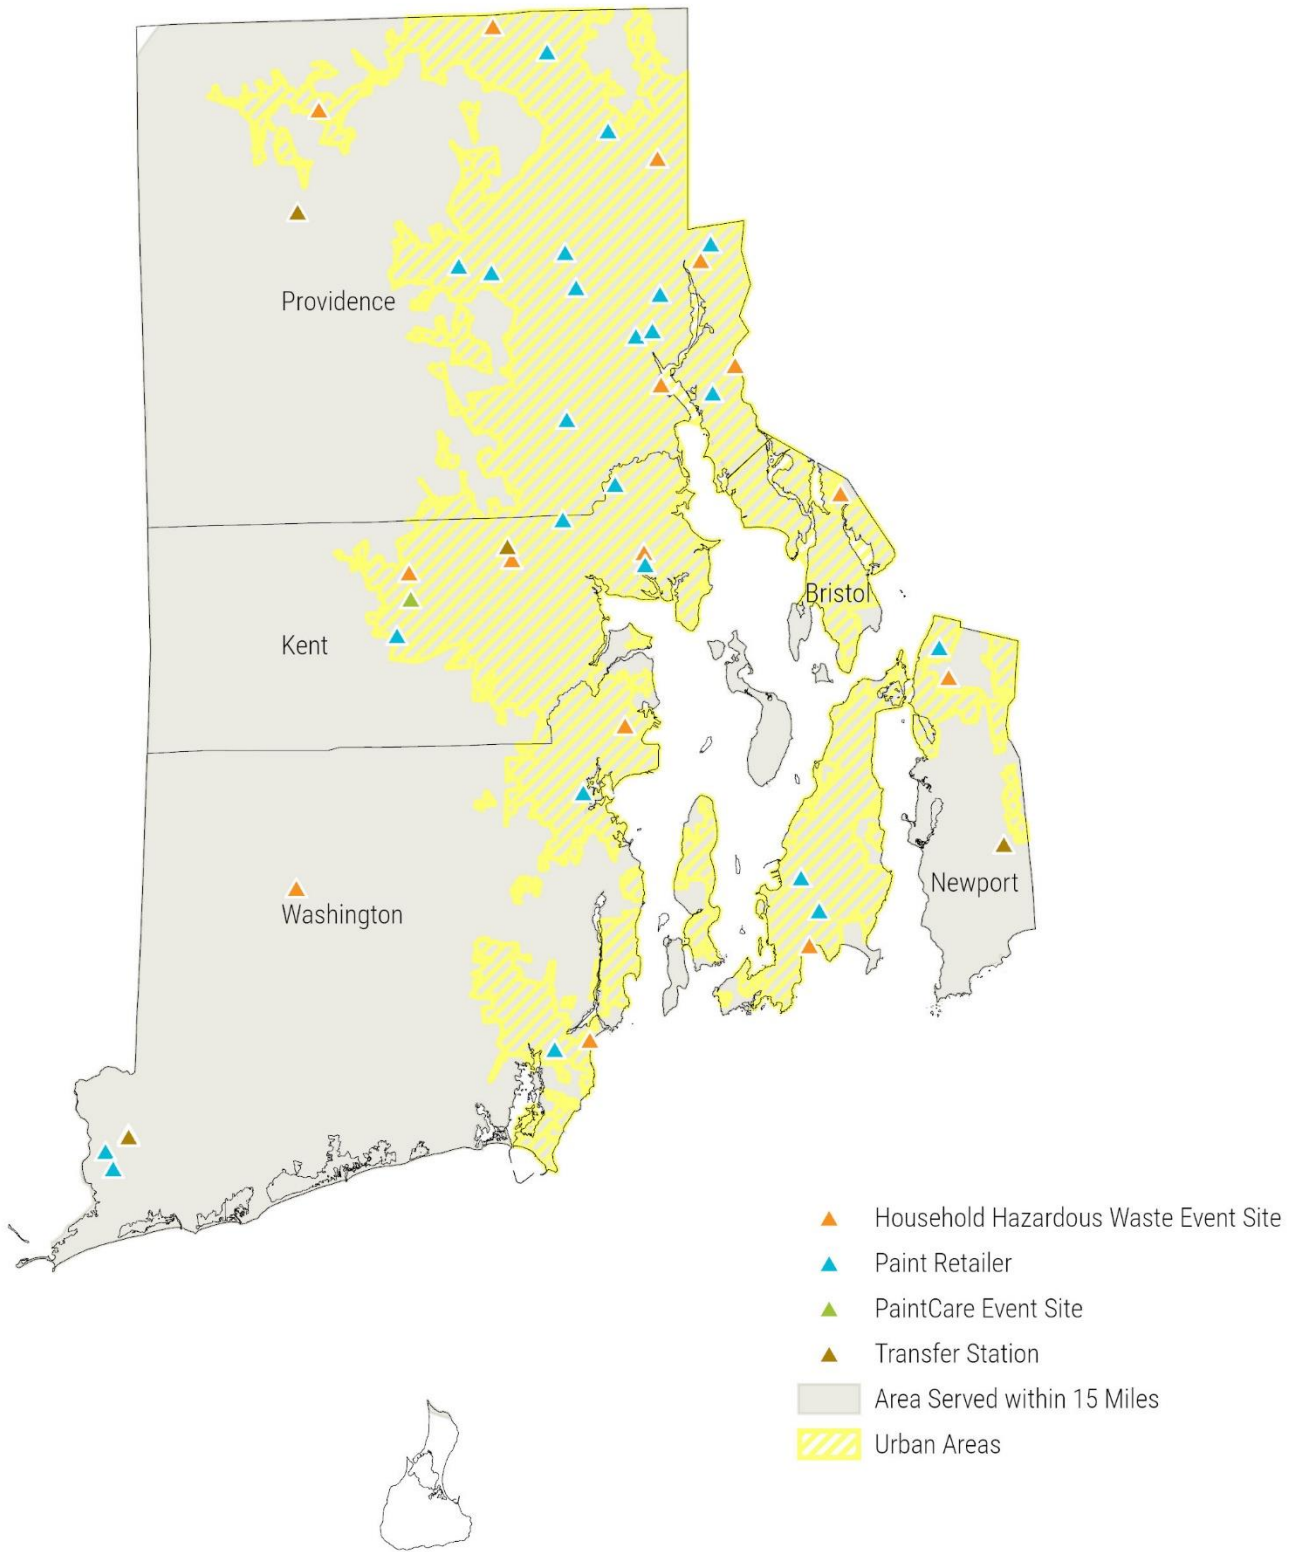 Providence
Bristol
Kent
Newport
Washington
Household Hazardous Waste Event Site
Paint Retailer
PaintCare Event Site
Transfer Station
Area Served within 15 Miles
Urban Areas